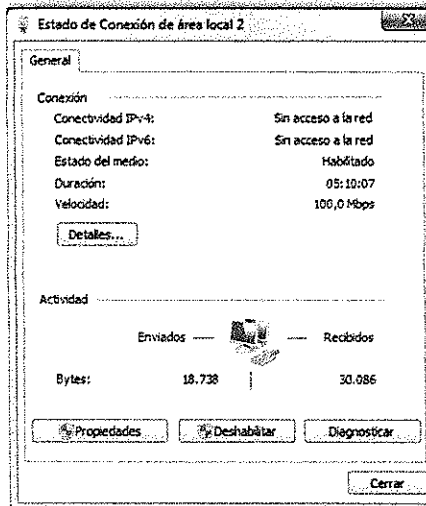 Estado de Conexión de área local 2
General
Conexión
Conectividad IPv4: Sin acceso a la red
Conectividad IPv6: Sin acceso a la red
Estado del medio: Habilitado
Duración: 05:10:07
Velocidad: 100,0 Mbps
Detalles...
Actividad
Enviados — Recibidos
Bytes: 18.738 | 30.086
Propiedades Deshabilitar Diagnosticar
Cerrar